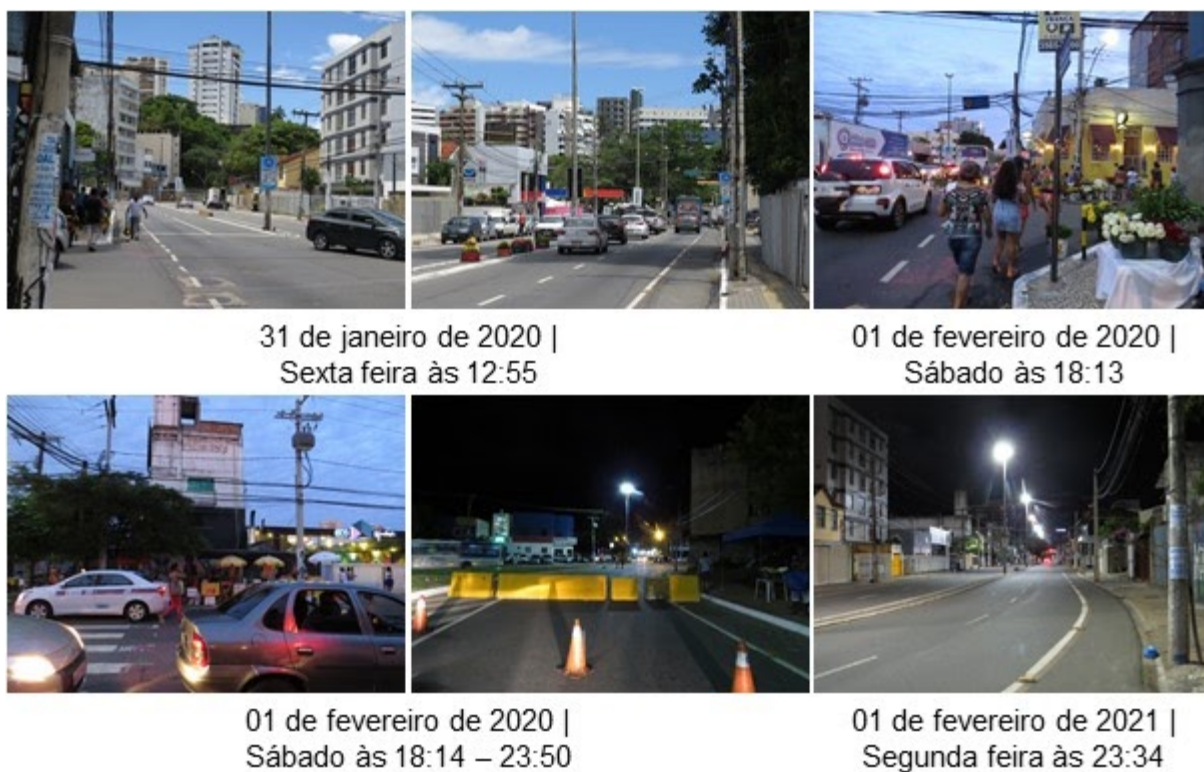 FRANÇA
31 de janeiro de 2020 |
Sexta feira às 12:55
01 de fevereiro de 2020 |
Sábado às 18:13
01 de fevereiro de 2020 |
Sábado às 18:14 – 23:50
01 de fevereiro de 2021 |
Segunda feira às 23:34